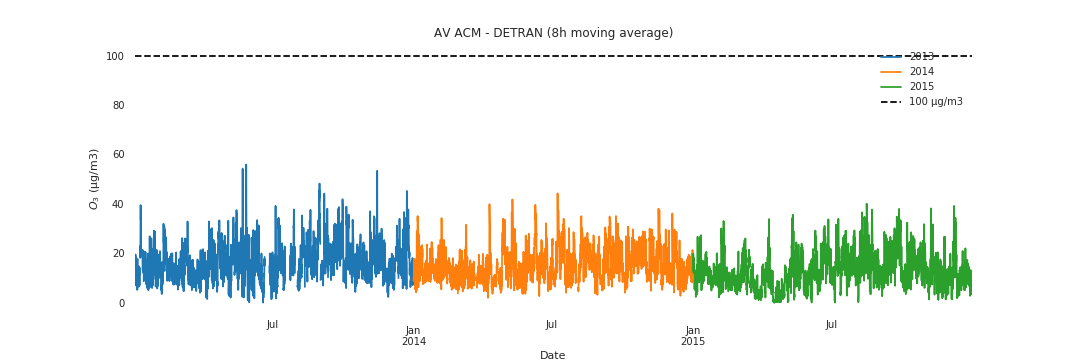 AV ACM - DETRAN (8h moving average)
100
80
60
40
20
0
O3 (µg/m3)
2013
2014
2015
100 µg/m3
Jul
Jan
2014
Jul
Jan
2015
Jul
Date